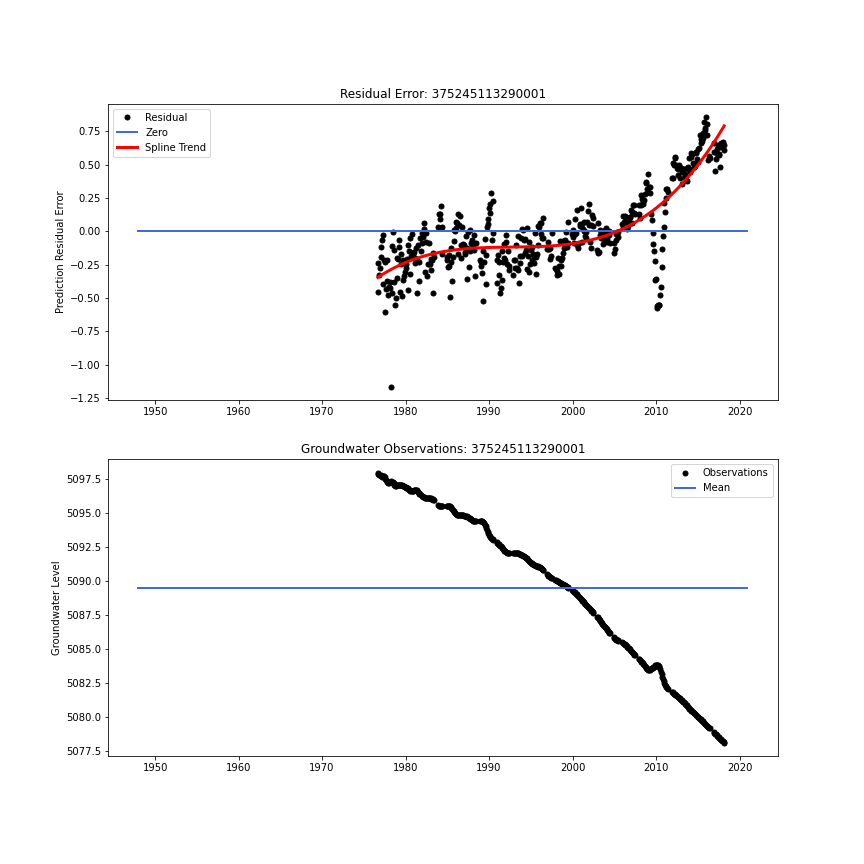 Residual Error: 375245113290001
Residual
Zero
Spline Trend
Prediction Residual Error
0.75
0.50
0.25
0.00
−0.25
−0.50
−0.75
−1.00
−1.25
1950 1960 1970 1980 1990 2000 2010 2020
Groundwater Observations: 375245113290001
Observations
Mean
Groundwater Level
5097.5
5095.0
5092.5
5090.0
5087.5
5085.0
5082.5
5080.0
5077.5
1950 1960 1970 1980 1990 2000 2010 2020